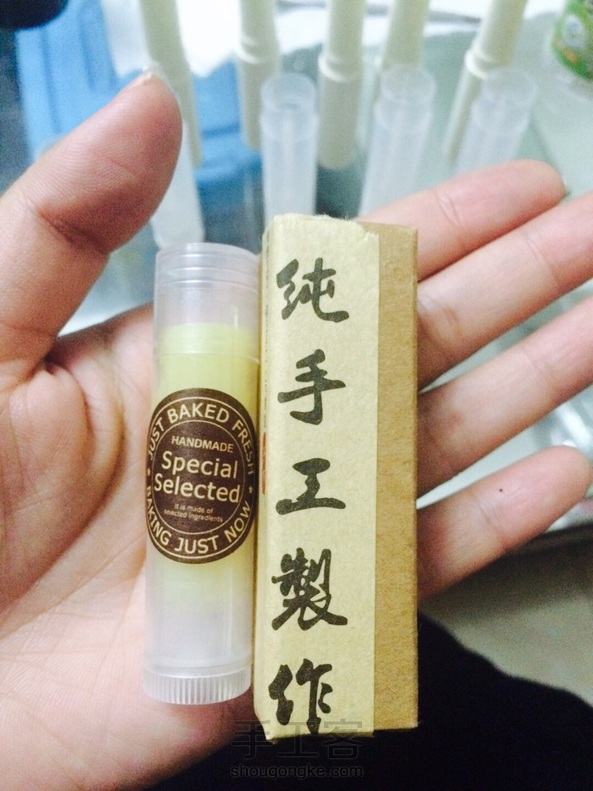 JUST BAKED FRESH
HANDMADE
Special
Selected
It is made of
selected ingredients
BAKING JUST NOW
纯
手
工
製
作
手工客
shougongke.com